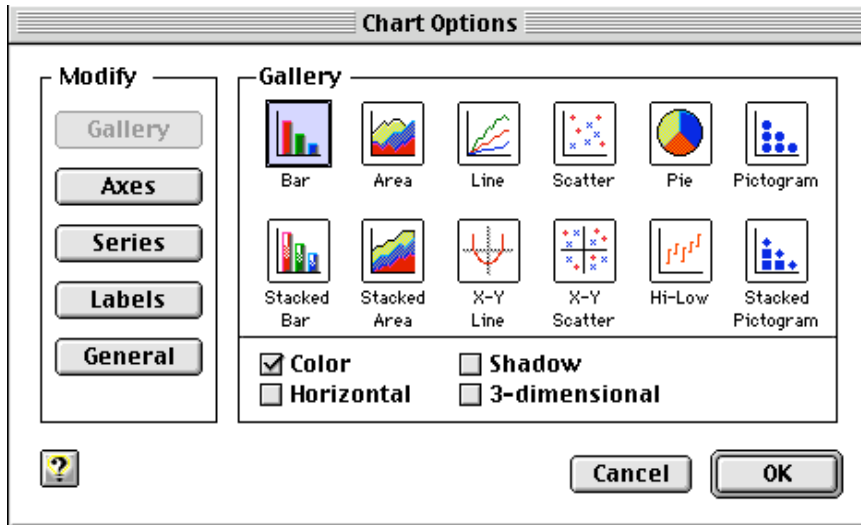 Chart Options
Modify
Gallery
Axes
Series
Labels
General
Gallery
Bar
Area
Line
Scatter
Pie
Pictogram
Stacked
Bar
Stacked
Area
X-Y
Line
X-Y
Scatter
Hi-Low
Stacked
Pictogram
Color
Shadow
Horizontal
3-dimensional
?
Cancel
OK